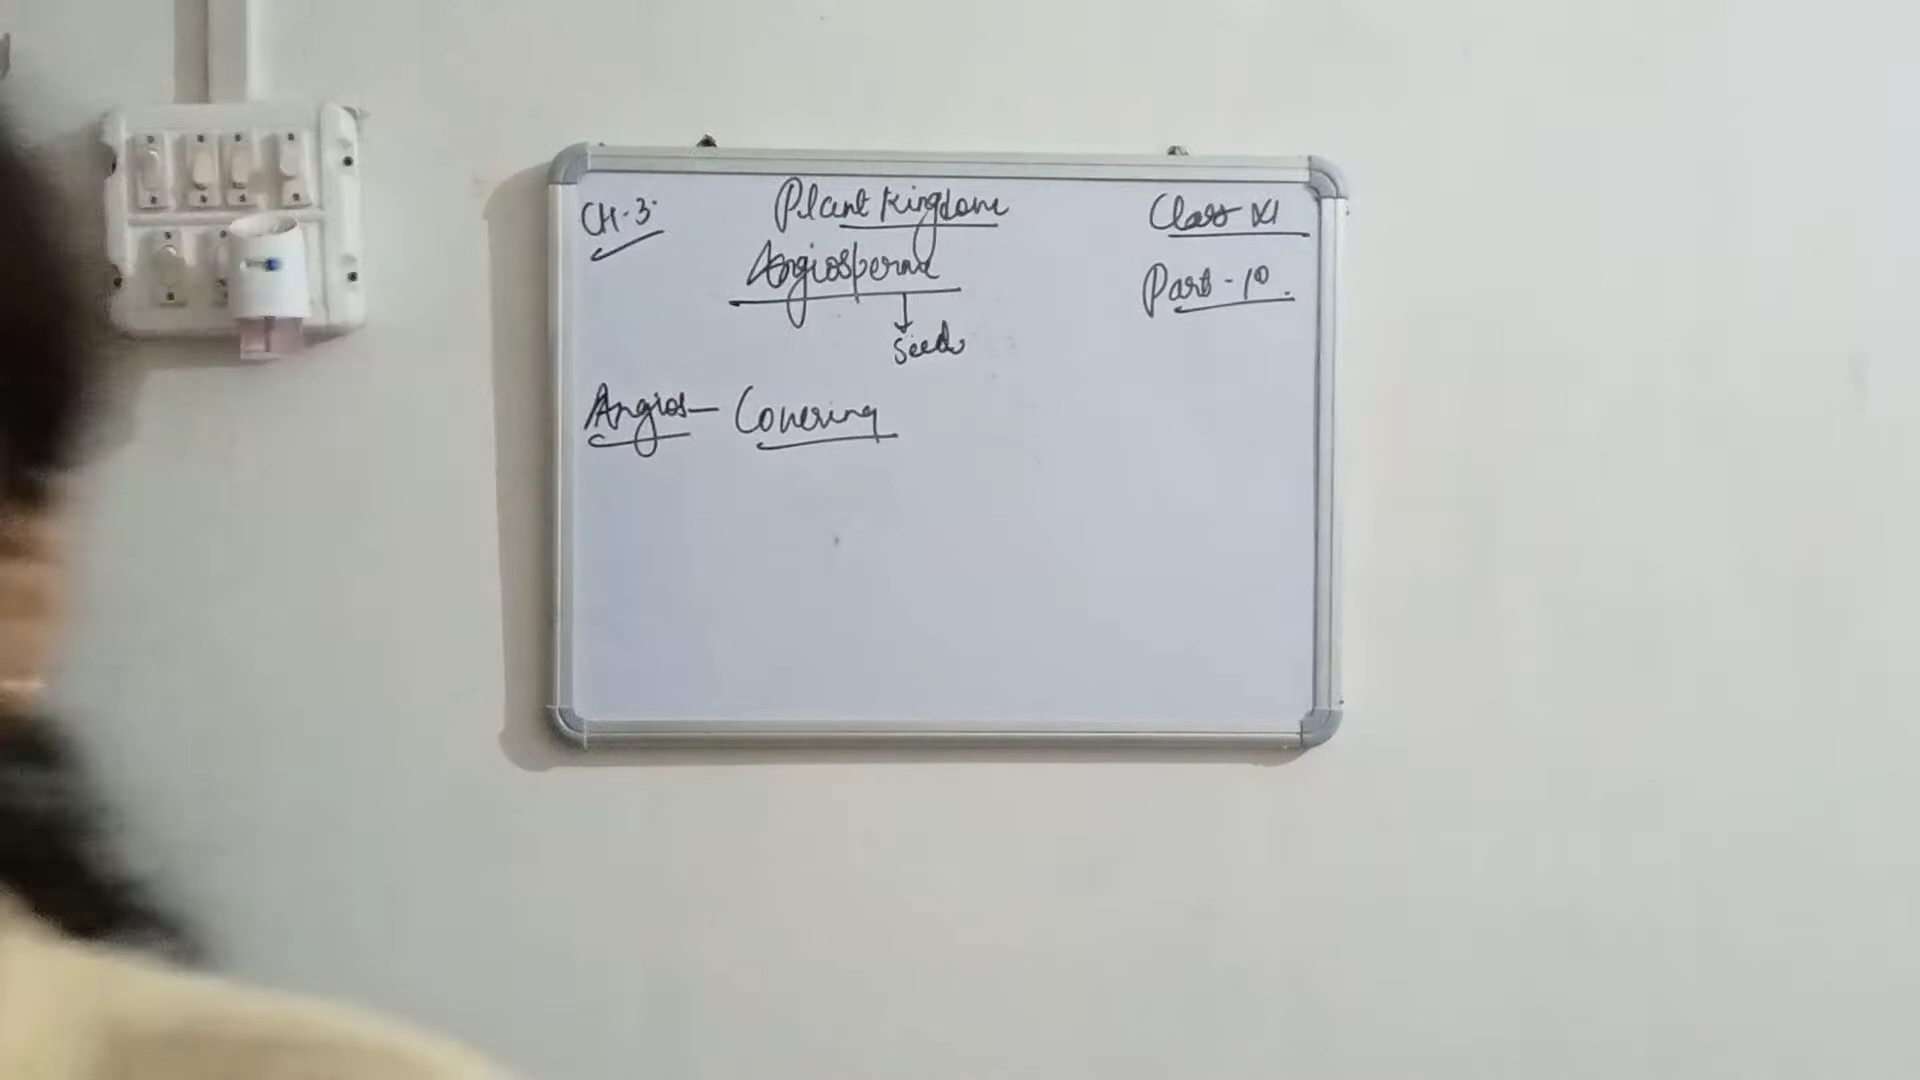 CH-3. Plant Kingdom Class XI
Angiosperms Part-10.
Seeds
Angios- Covering